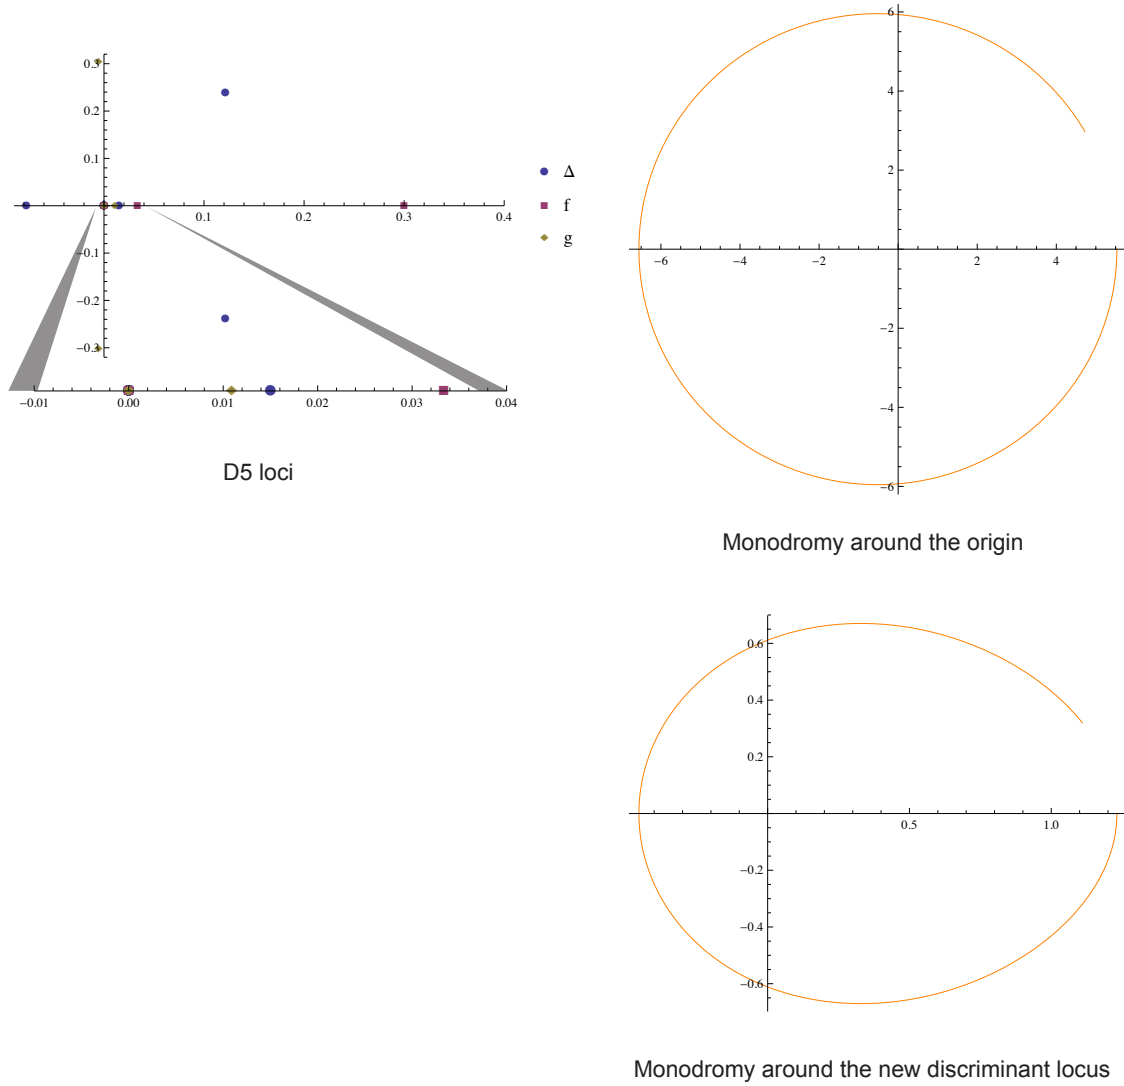 0.3
0.2
0.1
0.1 0.2 0.3 0.4
−0.1
−0.2
−0.3
−0.01 0.00 0.01 0.02 0.03 0.04
Δ
f
g
D5 loci
6
4
2
−6 −4 −2 2 4
−2
−4
−6
Monodromy around the origin
0.6
0.4
0.2
0.5 1.0
−0.2
−0.4
−0.6
Monodromy around the new discriminant locus